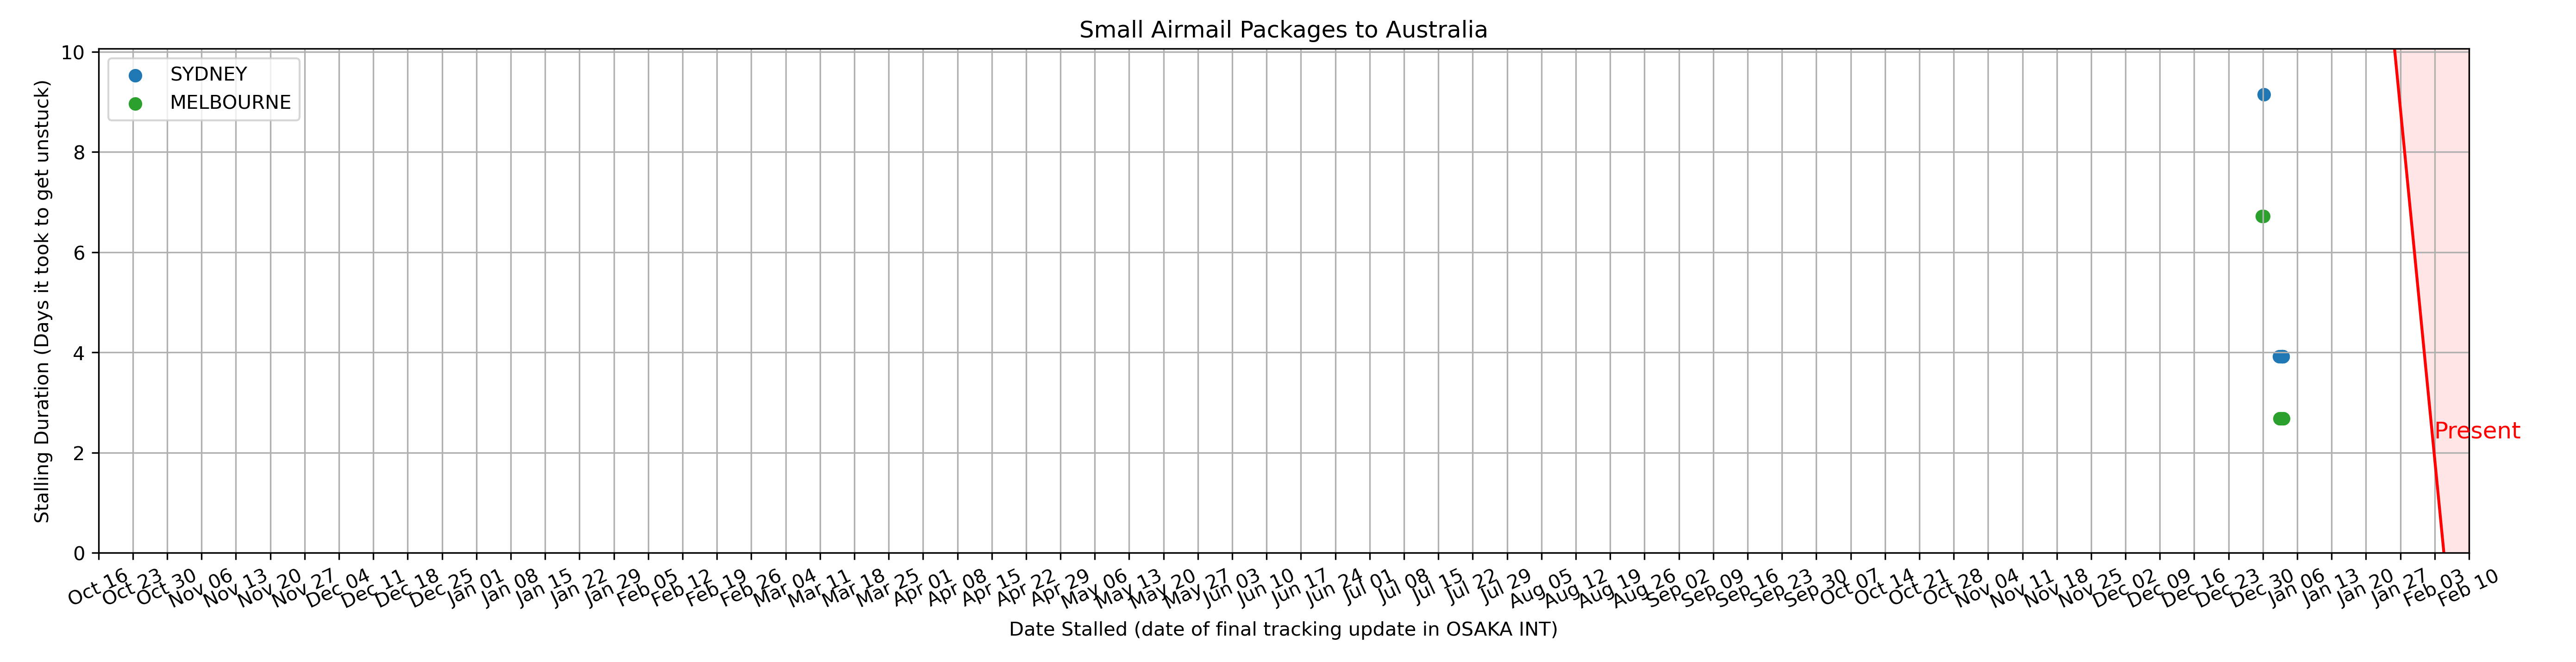 Small Airmail Packages to Australia
10
8
6
4
2
0
Stalling Duration (Days it took to get unstuck)
SYDNEY
MELBOURNE
Present
Oct 16 Oct 23 Oct 30 Nov 06 Nov 13 Nov 20 Nov 27 Dec 04 Dec 11 Dec 18 Dec 25 Jan 01 Jan 08 Jan 15 Jan 22 Jan 29 Feb 05 Feb 12 Feb 19 Feb 26 Mar 04 Mar 11 Mar 18 Mar 25 Apr 01 Apr 08 Apr 15 Apr 22 Apr 29 May 06 May 13 May 20 May 27 Jun 03 Jun 10 Jun 17 Jun 24 Jul 01 Jul 08 Jul 15 Jul 22 Jul 29 Aug 05 Aug 12 Aug 19 Aug 26 Sep 02 Sep 09 Sep 16 Sep 23 Sep 30 Oct 07 Oct 14 Oct 21 Oct 28 Nov 04 Nov 11 Nov 18 Nov 25 Dec 02 Dec 09 Dec 16 Dec 23 Dec 30 Jan 06 Jan 13 Jan 20 Jan 27 Feb 03 Feb 10
Date Stalled (date of final tracking update in OSAKA INT)